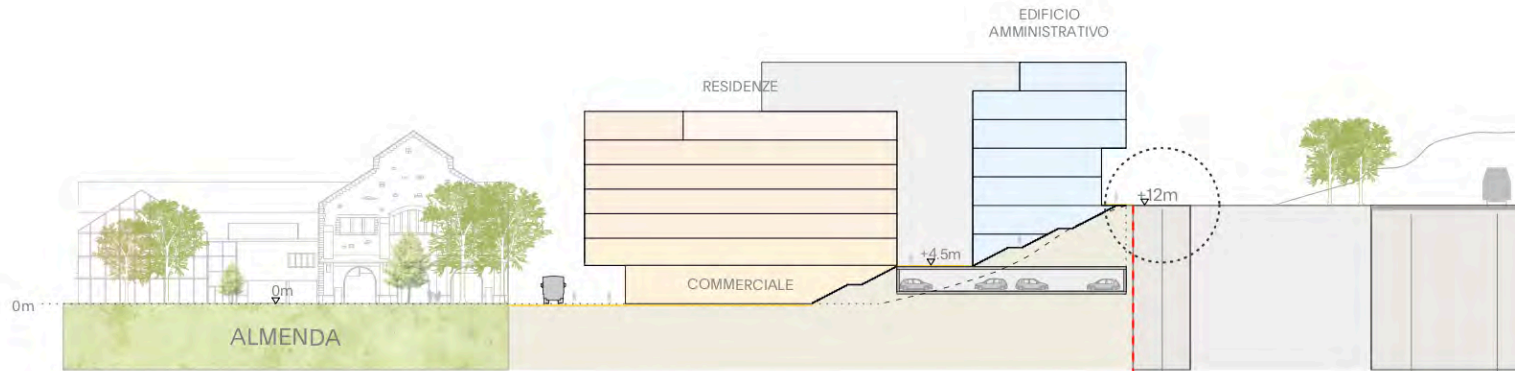 EDIFICIO
AMMINISTRATIVO
RESIDENZE
+12m
+4.5m
COMMERCIALE
0m
0m
ALMENDA